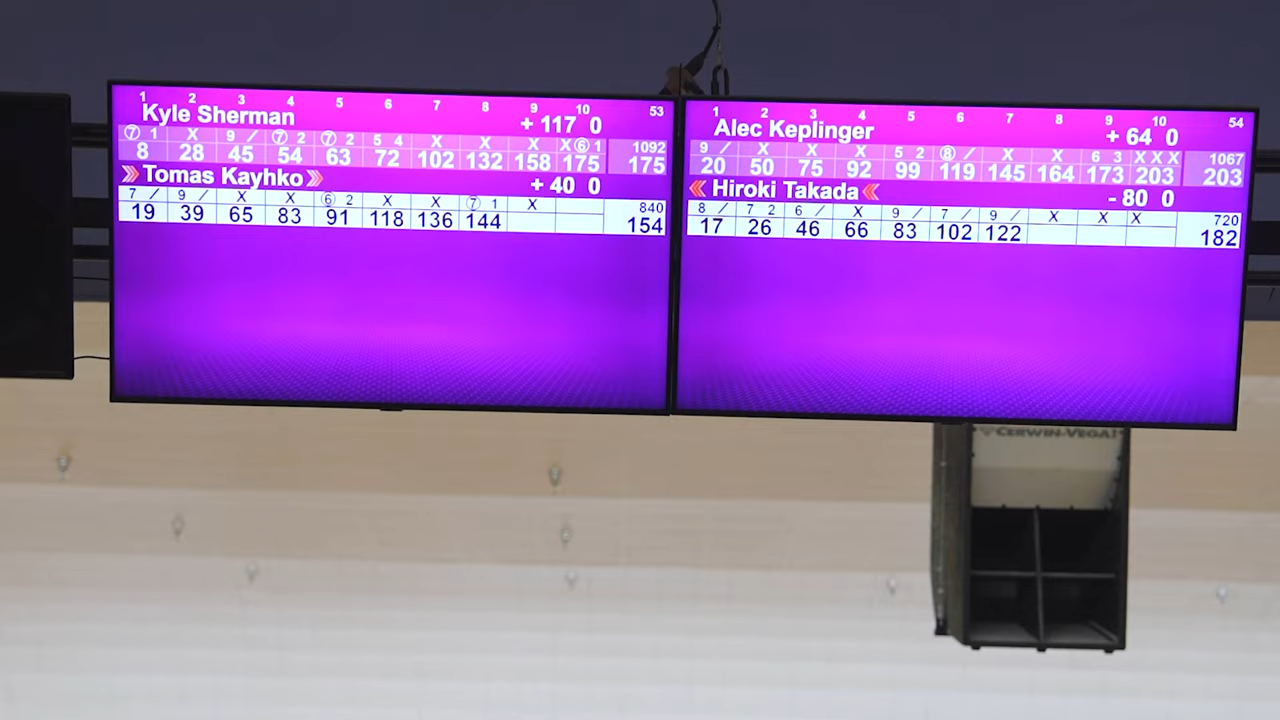 1 2 3 4 5 6 7 8 9 10 53
Kyle Sherman + 117 0
⑦ 1 X 9 / ⑦ 2 ⑦ 2 5 4 X X X X ⑥ 1 1092
8 28 45 54 63 72 102 132 158 175 175
Tomas Kayhko + 40 0
7 / 9 / X X ⑥ 2 X X ⑦ 1 X 840
19 39 65 83 91 118 136 144 154
1 2 3 4 5 6 7 8 9 10 54
Alec Keplinger + 64 0
9 / X X X 5 2 ⑧ / X X 6 3 X X X 1067
20 50 75 92 99 119 145 164 173 203 203
Hiroki Takada - 80 0
8 / 7 2 6 / X 9 / 7 / 9 / X X X 720
17 26 46 66 83 102 122 182
CERWIN-VEGA!